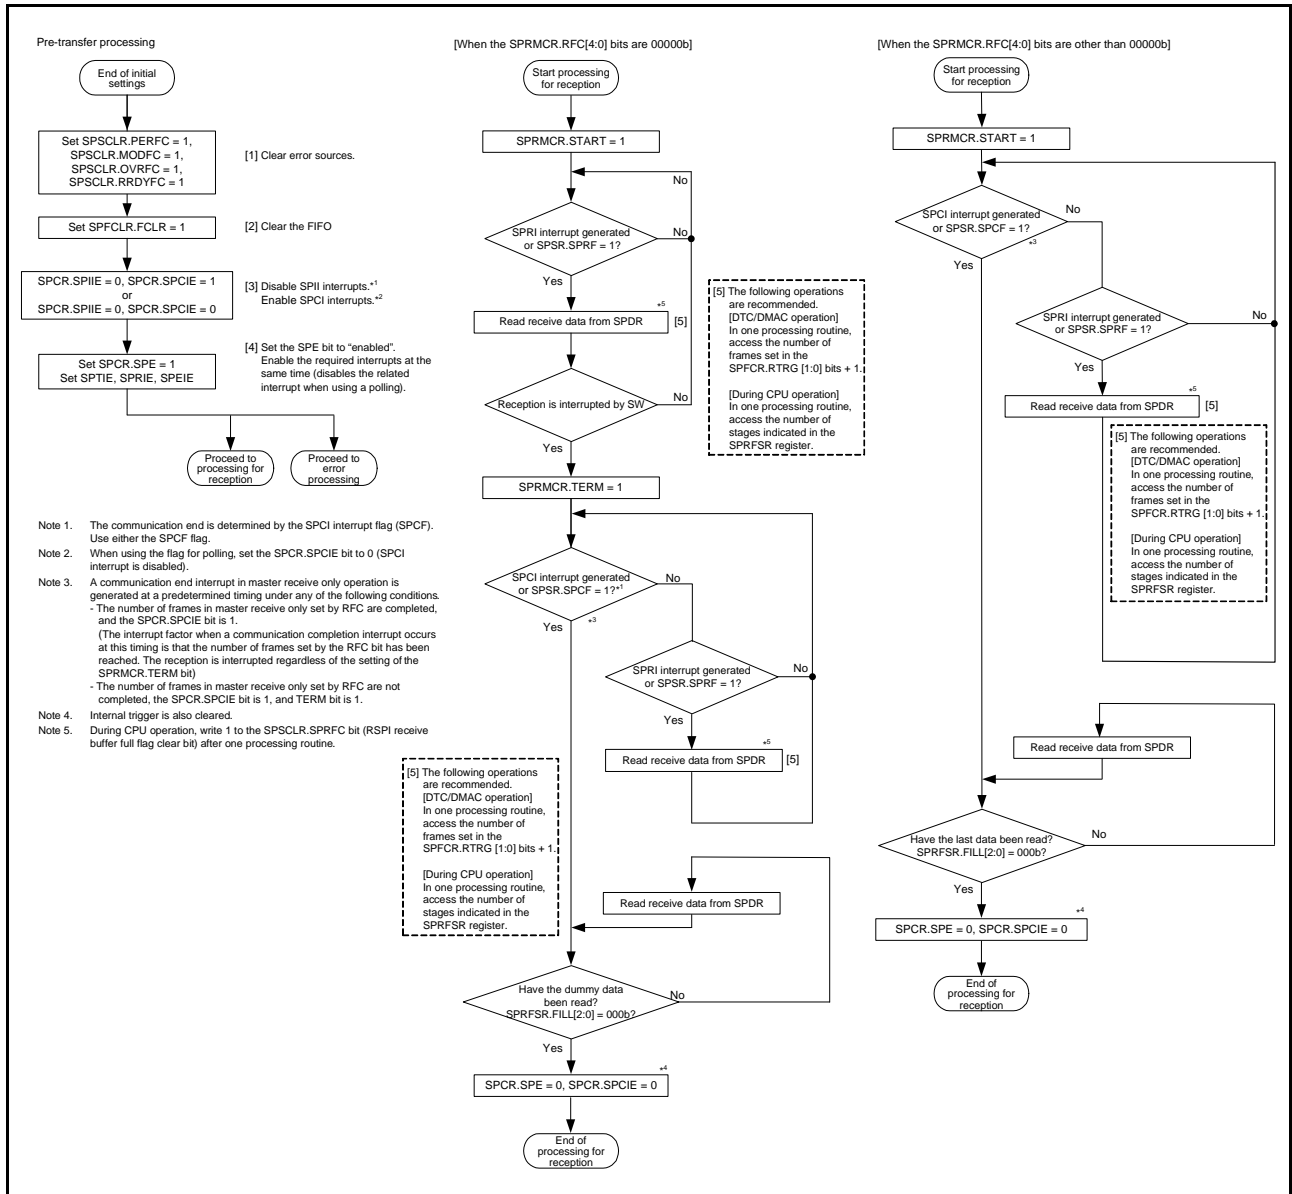 Pre-transfer processing
End of initial
settings
Set SPSCLR.PERFC = 1,
SPSCLR.MODFC = 1,
SPSCLR.OVRFC = 1,
SPSCLR.RRDYFC = 1
[1] Clear error sources.
Set SPFCLR.FCLR = 1
[2] Clear the FIFO
SPCR.SPIIE = 0, SPCR.SPCIE = 1
or
SPCR.SPIIE = 0, SPCR.SPCIE = 0
[3] Disable SPII interrupts.*1
Enable SPCI interrupts.*2
Set SPCR.SPE = 1
Set SPTIE, SPRIE, SPEIE
[4] Set the SPE bit to “enabled”.
Enable the required interrupts at the
same time (disables the related
interrupt when using a polling).
Proceed to
processing for
reception
Proceed to
error
processing
Note 1. The communication end is determined by the SPCI interrupt flag (SPCF).
Use either the SPCF flag.
Note 2. When using the flag for polling, set the SPCR.SPCIE bit to 0 (SPCI
interrupt is disabled).
Note 3. A communication end interrupt in master receive only operation is
generated at a predetermined timing under any of the following conditions.
- The number of frames in master receive only set by RFC are completed,
and the SPCR.SPCIE bit is 1.
(The interrupt factor when a communication completion interrupt occurs
at this timing is that the number of frames set by the RFC bit has been
reached. The reception is interrupted regardless of the setting of the
SPRMCR.TERM bit)
- The number of frames in master receive only set by RFC are not
completed, the SPCR.SPCIE bit is 1, and TERM bit is 1.
Note 4. Internal trigger is also cleared.
Note 5. During CPU operation, write 1 to the SPSCLR.SPRFC bit (RSPI receive
buffer full flag clear bit) after one processing routine.
[When the SPRMCR.RFC[4:0] bits are 00000b]
Start processing
for reception
SPRMCR.START = 1
No
SPRI interrupt generated
or SPSR.SPRF = 1?
No
Yes
*5
Read receive data from SPDR
[5]
Reception is interrupted by SW
No
Yes
SPRMCR.TERM = 1
[5] The following operations
are recommended.
[DTC/DMAC operation]
In one processing routine,
access the number of
frames set in the
SPFCR.RTRG [1:0] bits + 1.
[During CPU operation]
In one processing routine,
access the number of
stages indicated in the
SPRFSR register.
SPCI interrupt generated
or SPSR.SPCF = 1?*1
No
Yes
*3
SPRI interrupt generated
or SPSR.SPRF = 1?
No
Yes
*5
Read receive data from SPDR
[5]
[5] The following operations
are recommended.
[DTC/DMAC operation]
In one processing routine,
access the number of
frames set in the
SPFCR.RTRG [1:0] bits + 1.
[During CPU operation]
In one processing routine,
access the number of
stages indicated in the
SPRFSR register.
Read receive data from SPDR
Have the dummy data
been read?
SPRFSR.FILL[2:0] = 000b?
No
Yes
*4
SPCR.SPE = 0, SPCR.SPCIE = 0
End of
processing for
reception
[When the SPRMCR.RFC[4:0] bits are other than 00000b]
Start processing
for reception
SPRMCR.START = 1
SPCI interrupt generated
or SPSR.SPCF = 1?
No
*3
Yes
SPRI interrupt generated
or SPSR.SPRF = 1?
No
Yes
*5
Read receive data from SPDR
[5]
[5] The following operations
are recommended.
[DTC/DMAC operation]
In one processing routine,
access the number of
frames set in the
SPFCR.RTRG [1:0] bits + 1.
[During CPU operation]
In one processing routine,
access the number of
stages indicated in the
SPRFSR register.
Read receive data from SPDR
Have the last data been read?
SPRFSR.FILL[2:0] = 000b?
No
Yes
*4
SPCR.SPE = 0, SPCR.SPCIE = 0
End of
processing for
reception